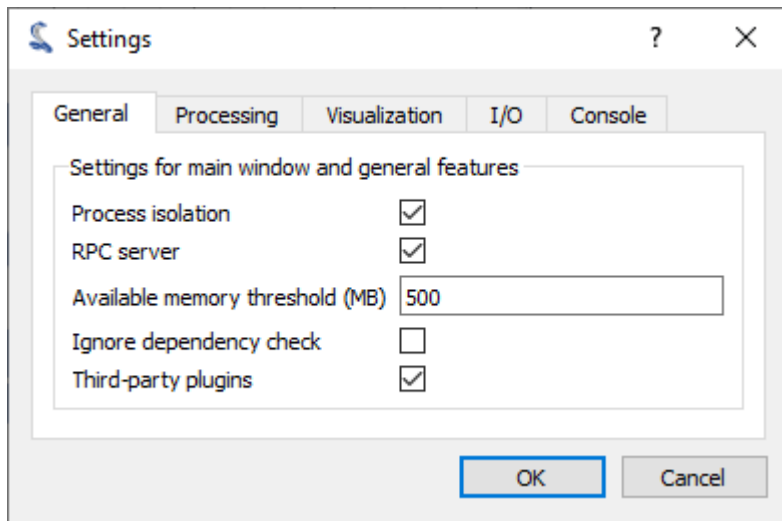 Settings
?
General Processing Visualization I/O Console
Settings for main window and general features
Process isolation
RPC server
Available memory threshold (MB) 500
Ignore dependency check
Third-party plugins
OK Cancel